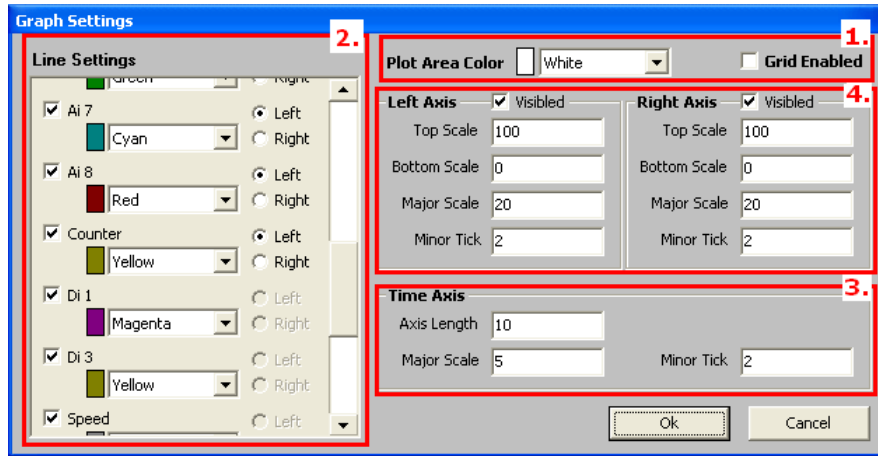 Graph Settings
2.
Line Settings
Green
Right
Ai 7
Left
Cyan
Right
Ai 8
Left
Red
Right
Counter
Left
Yellow
Right
Di 1
Left
Magenta
Right
Di 3
Left
Yellow
Right
Speed
Left
1.
Plot Area Color White Grid Enabled
4.
Left Axis Visibled
Top Scale 100
Bottom Scale 0
Major Scale 20
Minor Tick 2
Right Axis Visibled
Top Scale 100
Bottom Scale 0
Major Scale 20
Minor Tick 2
3.
Time Axis
Axis Length 10
Major Scale 5 Minor Tick 2
Ok Cancel